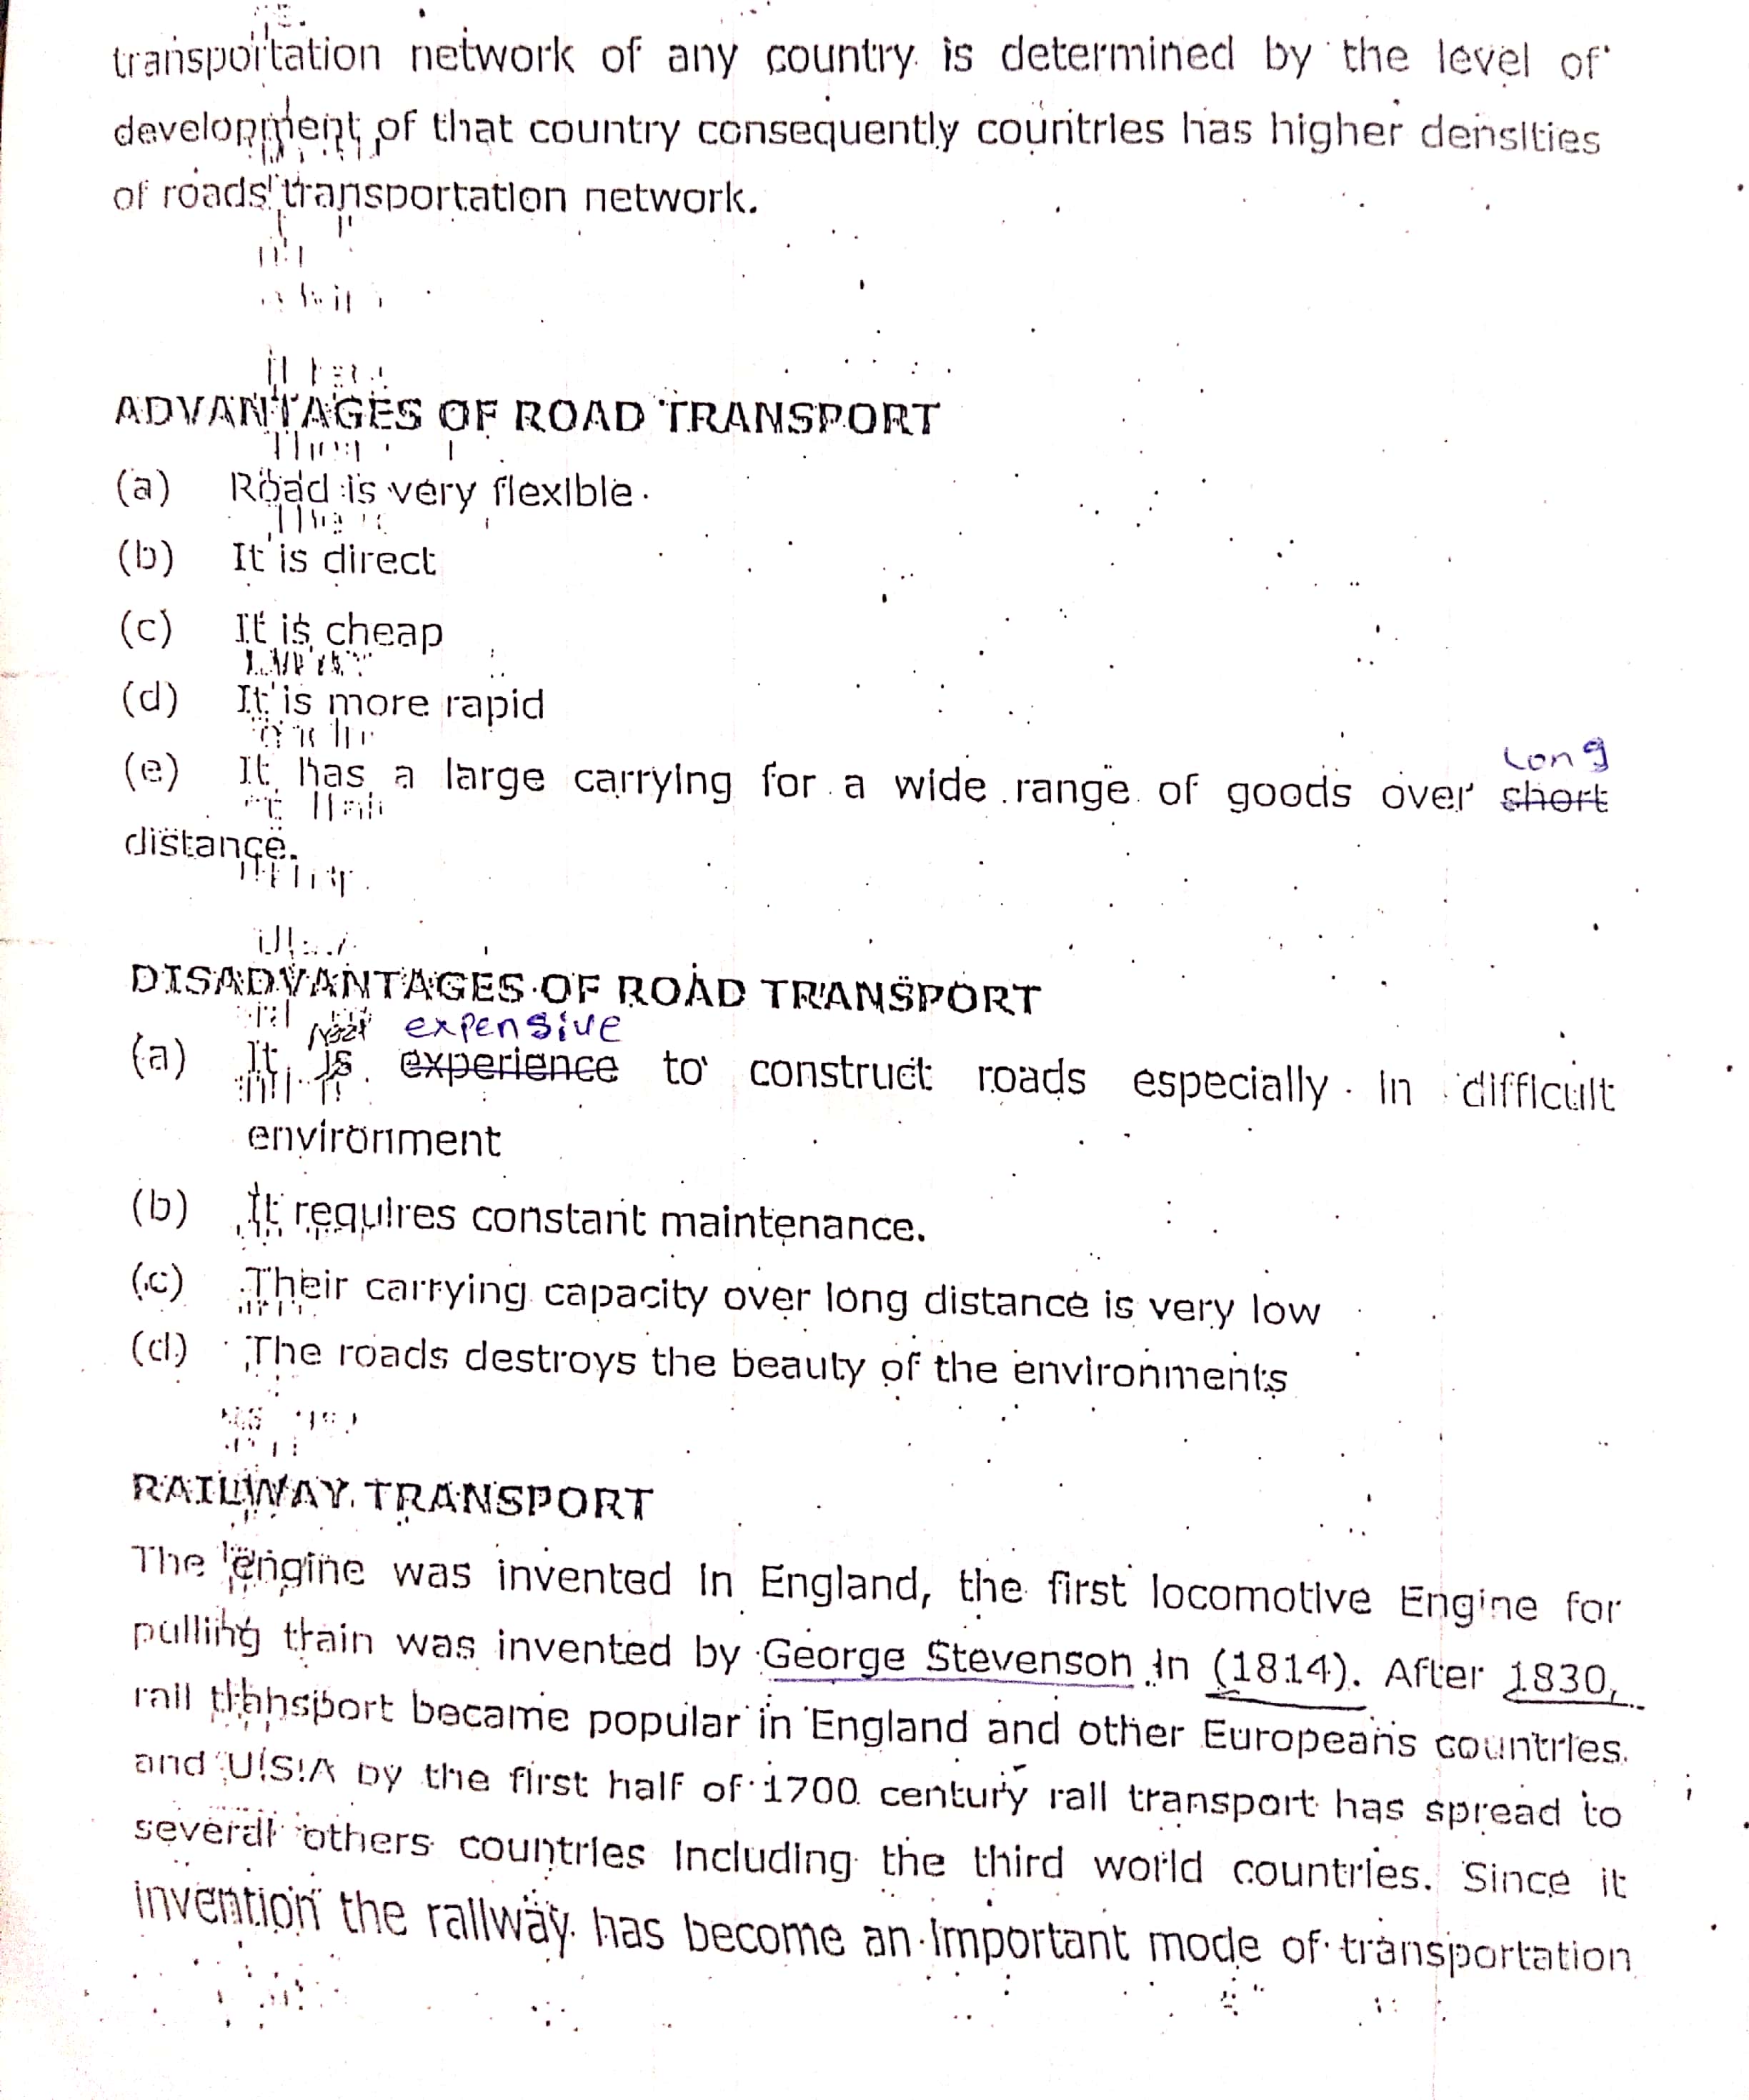 transportation network of any country is determined by the level of
development of that country consequently countries has higher densities
of roads transportation network.
ADVANTAGES OF ROAD TRANSPORT
(a) Road is very flexible.
(b) It is direct
(c) It is cheap
(d) It is more rapid
long
(e) It has a large carrying for a wide range of goods over short
distance.
DISADVANTAGES OF ROAD TRANSPORT
expensive
(a) It is experience to construct roads especially in difficult
environment
(b) It requires constant maintenance.
(c) Their carrying capacity over long distance is very low
(d) The roads destroys the beauty of the environments
RAILWAY TRANSPORT
The engine was invented in England, the first locomotive Engine for
pulling train was invented by George Stevenson in (1814). After 1830,
rail transport became popular in England and other Europeans countries.
and U.S.A by the first half of 1700 century rail transport has spread to
several others countries including the third world countries. Since it
invention the railway has become an important mode of transportation